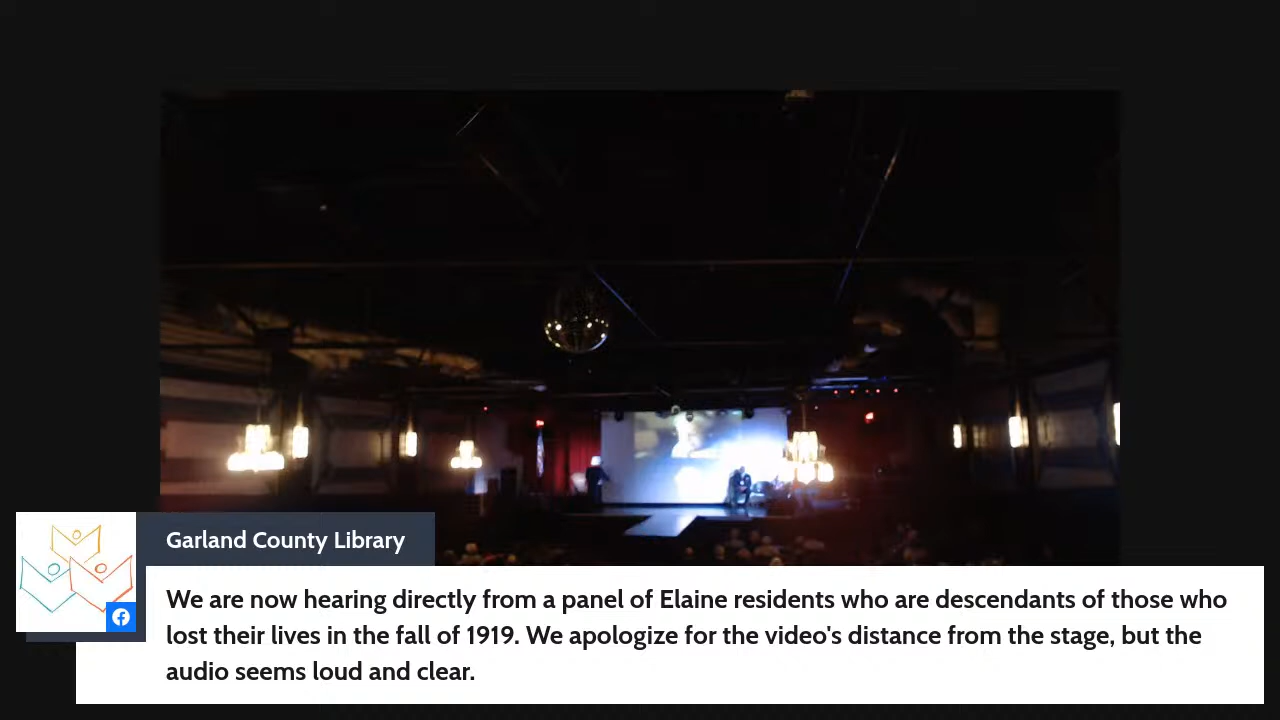 Garland County Library
We are now hearing directly from a panel of Elaine residents who are descendants of those who
lost their lives in the fall of 1919. We apologize for the video's distance from the stage, but the
audio seems loud and clear.